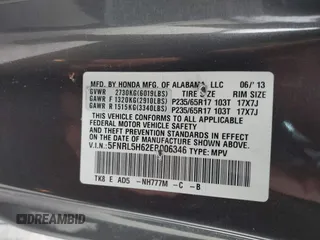 MFD. BY HONDA MFG. OF ALABAMA, LLC 06/13
GVWR 2730KG(6019LBS) TIRE SIZE RIM SIZE
GAWR F 1320KG(2910LBS) P235/65R17 103T 17X7J
GAWR R 1515KG(3340LBS) P235/65R17 103T 17X7J
THIS VEHICLE CONFORMS TO ALL APPLICABLE
FEDERAL MOTOR VEHICLE SAFETY AND THEFT
PREVENTION STANDARDS IN EFFECT ON THE
DATE OF MANUFACTURE SHOWN ABOVE.
V.I.N.: 5FNRL5H62EB006346 TYPE: MPV
TK8 E AD5 -NH777M -C -B
DREAMBID